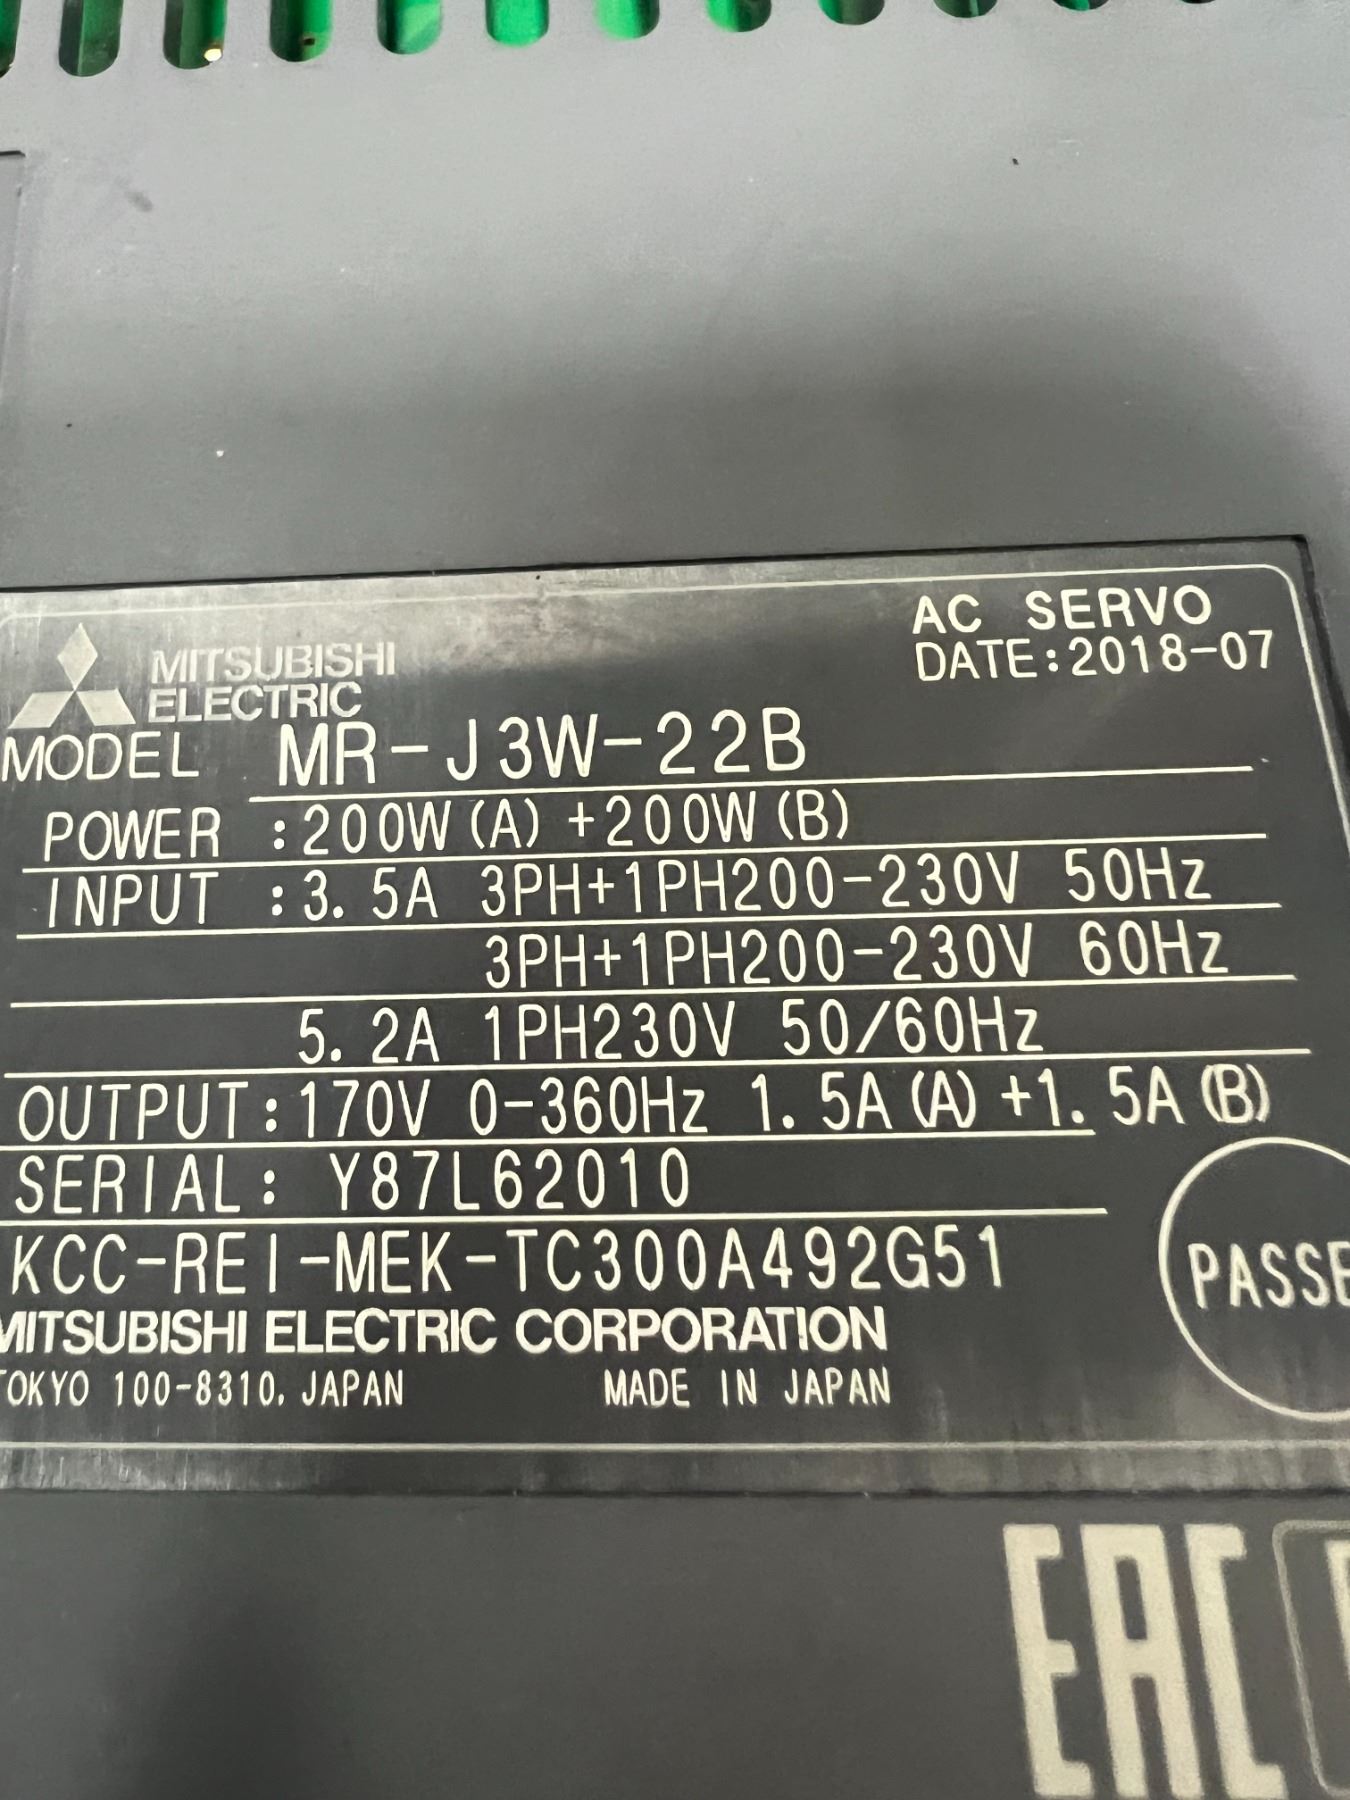 AC SERVO
DATE:2018-07
MITSUBISHI
ELECTRIC
MODEL MR-J3W-22B
POWER :200W(A)+200W(B)
INPUT :3.5A 3PH+1PH200-230V 50Hz
3PH+1PH200-230V 60Hz
5.2A 1PH230V 50/60Hz
OUTPUT:170V 0-360Hz 1.5A(A)+1.5A(B)
SERIAL: Y87L62010
KCC-REI-MEK-TC300A492G51
PASSE
MITSUBISHI ELECTRIC CORPORATION
TOKYO 100-8310, JAPAN MADE IN JAPAN
EAC